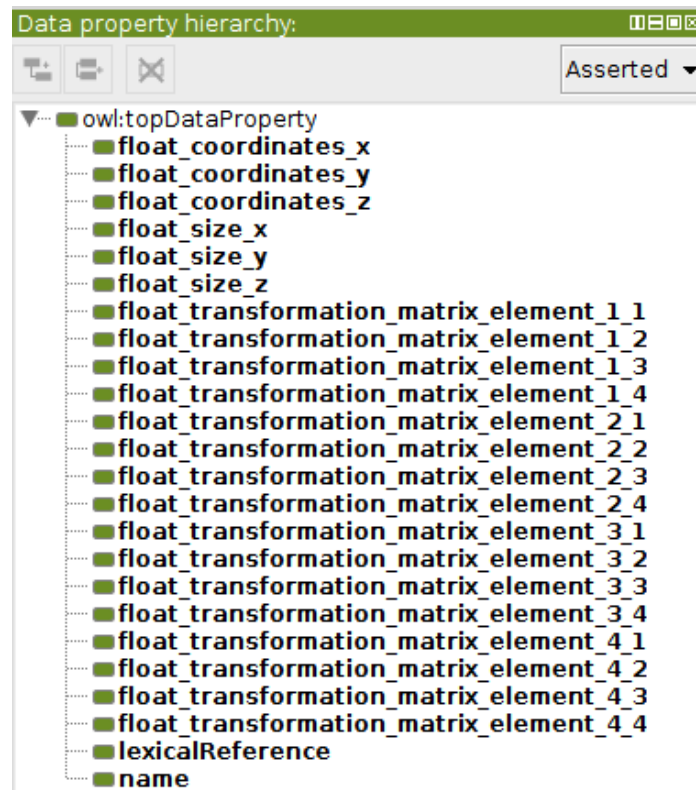 Data property hierarchy:
Asserted
owl:topDataProperty
float_coordinates_x
float_coordinates_y
float_coordinates_z
float_size_x
float_size_y
float_size_z
float_transformation_matrix_element_1_1
float_transformation_matrix_element_1_2
float_transformation_matrix_element_1_3
float_transformation_matrix_element_1_4
float_transformation_matrix_element_2_1
float_transformation_matrix_element_2_2
float_transformation_matrix_element_2_3
float_transformation_matrix_element_2_4
float_transformation_matrix_element_3_1
float_transformation_matrix_element_3_2
float_transformation_matrix_element_3_3
float_transformation_matrix_element_3_4
float_transformation_matrix_element_4_1
float_transformation_matrix_element_4_2
float_transformation_matrix_element_4_3
float_transformation_matrix_element_4_4
lexicalReference
name